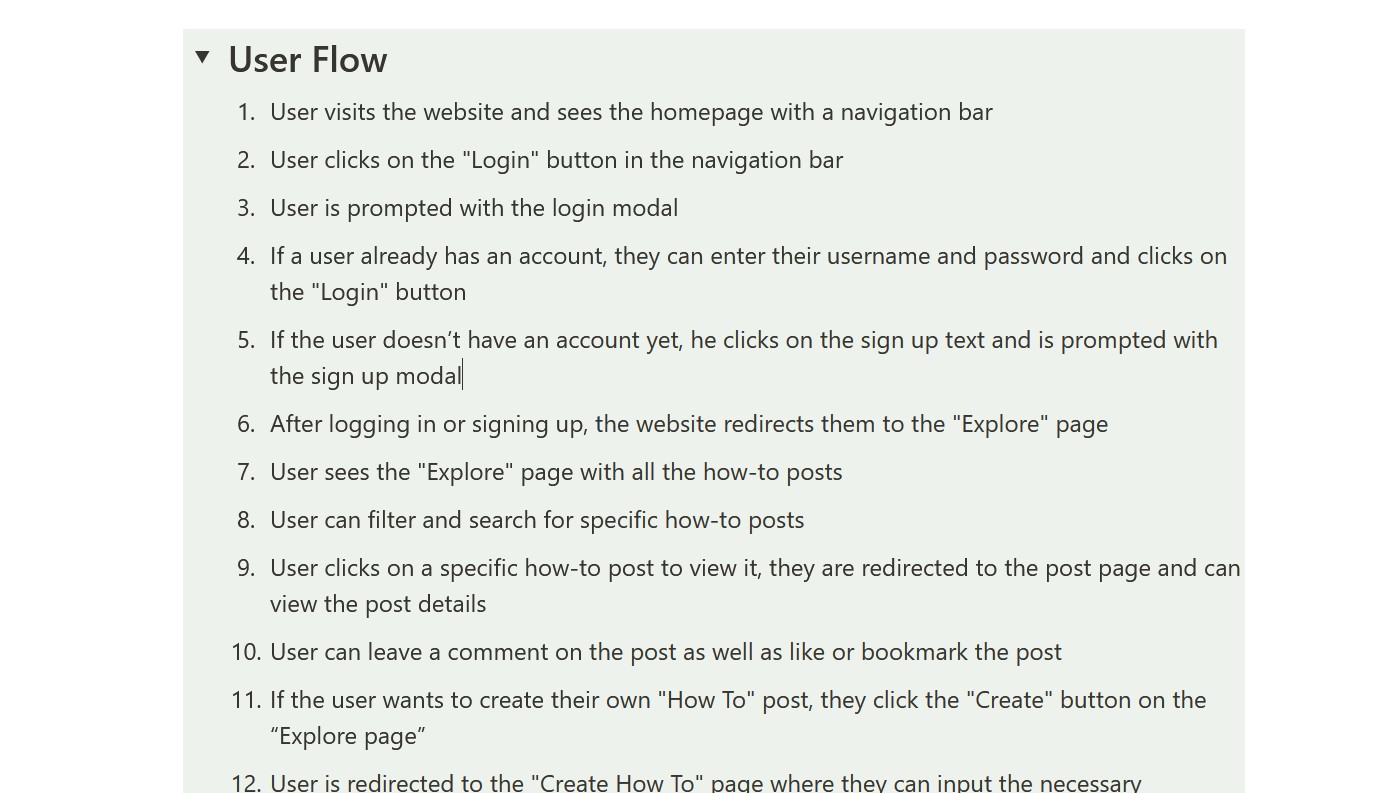 User Flow
1. User visits the website and sees the homepage with a navigation bar
2. User clicks on the "Login" button in the navigation bar
3. User is prompted with the login modal
4. If a user already has an account, they can enter their username and password and clicks on
the "Login" button
5. If the user doesn’t have an account yet, he clicks on the sign up text and is prompted with
the sign up modal
6. After logging in or signing up, the website redirects them to the "Explore" page
7. User sees the "Explore" page with all the how-to posts
8. User can filter and search for specific how-to posts
9. User clicks on a specific how-to post to view it, they are redirected to the post page and can
view the post details
10. User can leave a comment on the post as well as like or bookmark the post
11. If the user wants to create their own "How To" post, they click the "Create" button on the
“Explore page”
12. User is redirected to the "Create How To" page where they can input the necessary